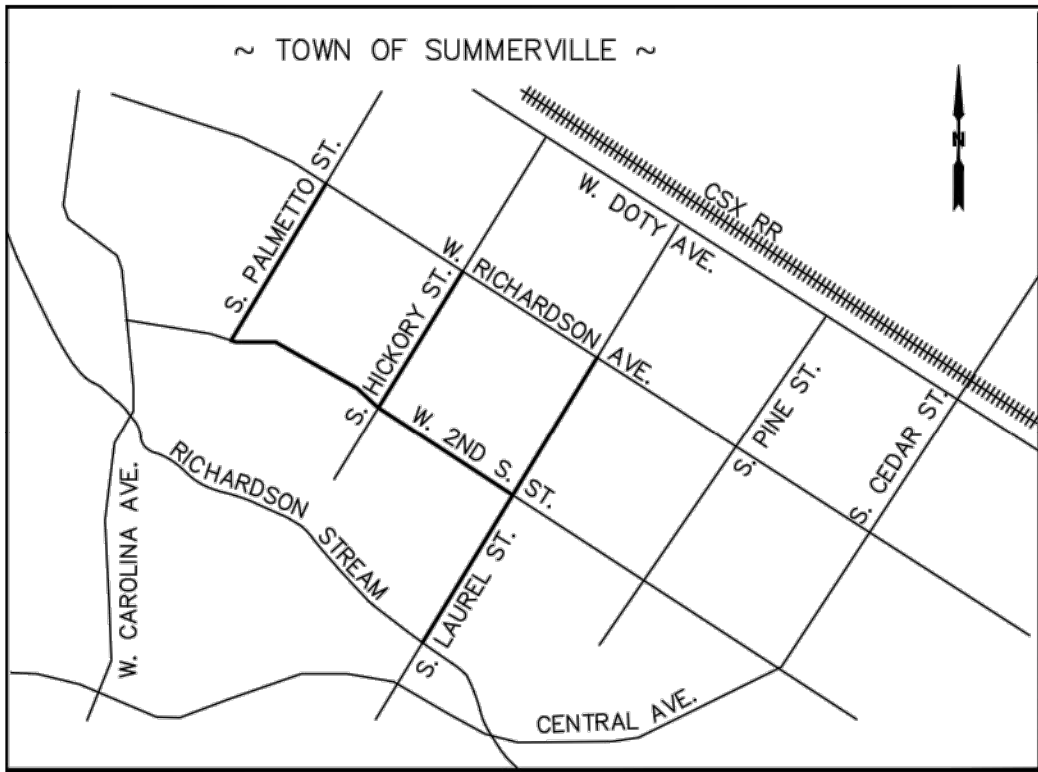 ~ TOWN OF SUMMERVILLE ~
N
CSX RR
W. DOTY AVE.
S. PALMETTO ST.
W. RICHARDSON AVE.
S. HICKORY ST.
S. PINE ST.
S. CEDAR ST.
W. 2ND S. ST.
RICHARDSON STREAM
W. CAROLINA AVE.
S. LAUREL ST.
CENTRAL AVE.